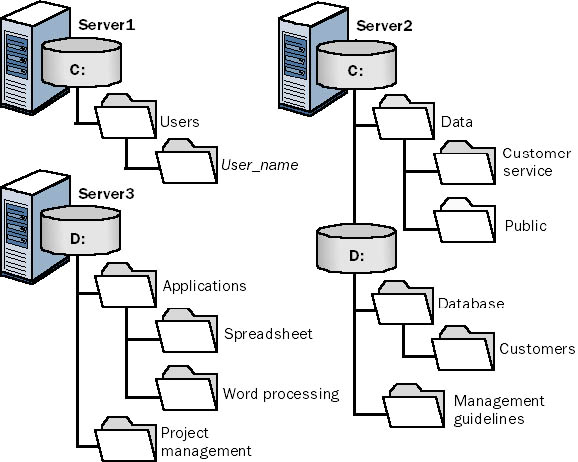 Server1
C:
Users
User_name
Server2
C:
Data
Customer
service
Public
D:
Database
Customers
Management
guidelines
Server3
D:
Applications
Spreadsheet
Word processing
Project
management